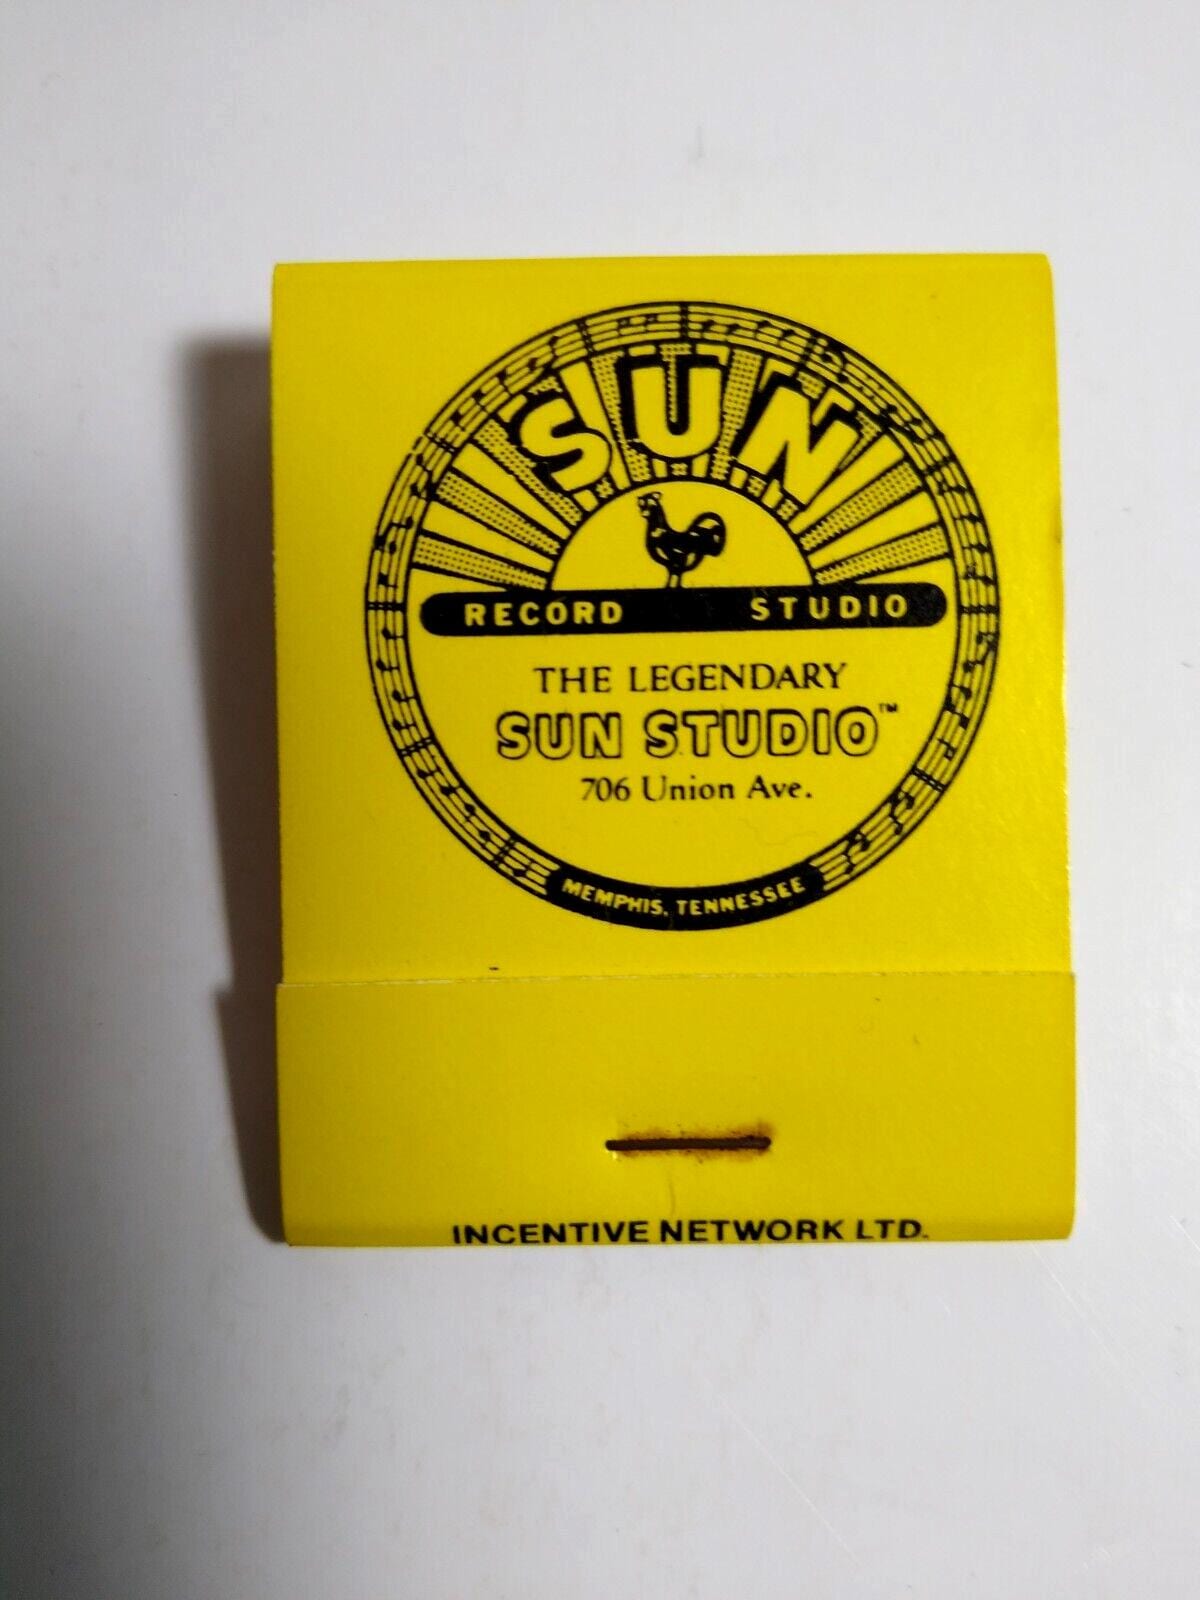 SUN
RECORD STUDIO
THE LEGENDARY
SUN STUDIO™
706 Union Ave.
MEMPHIS, TENNESSEE
INCENTIVE NETWORK LTD.